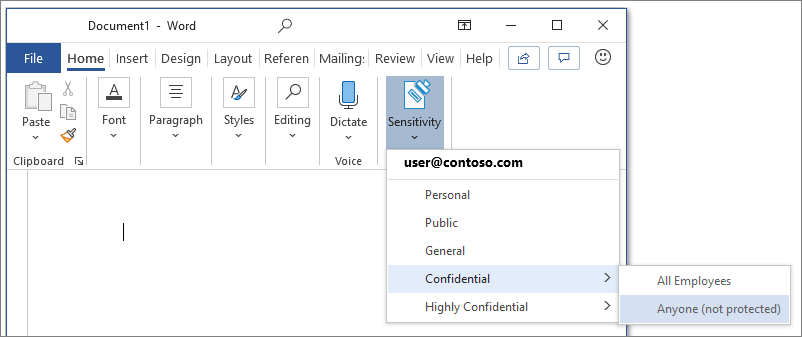 Document1 - Word
File Home Insert Design Layout Referen Mailing: Review View Help
Paste Font Paragraph Styles Editing Dictate Sensitivity
Clipboard Voice
user@contoso.com
Personal
Public
General
Confidential
All Employees
Highly Confidential
Anyone (not protected)